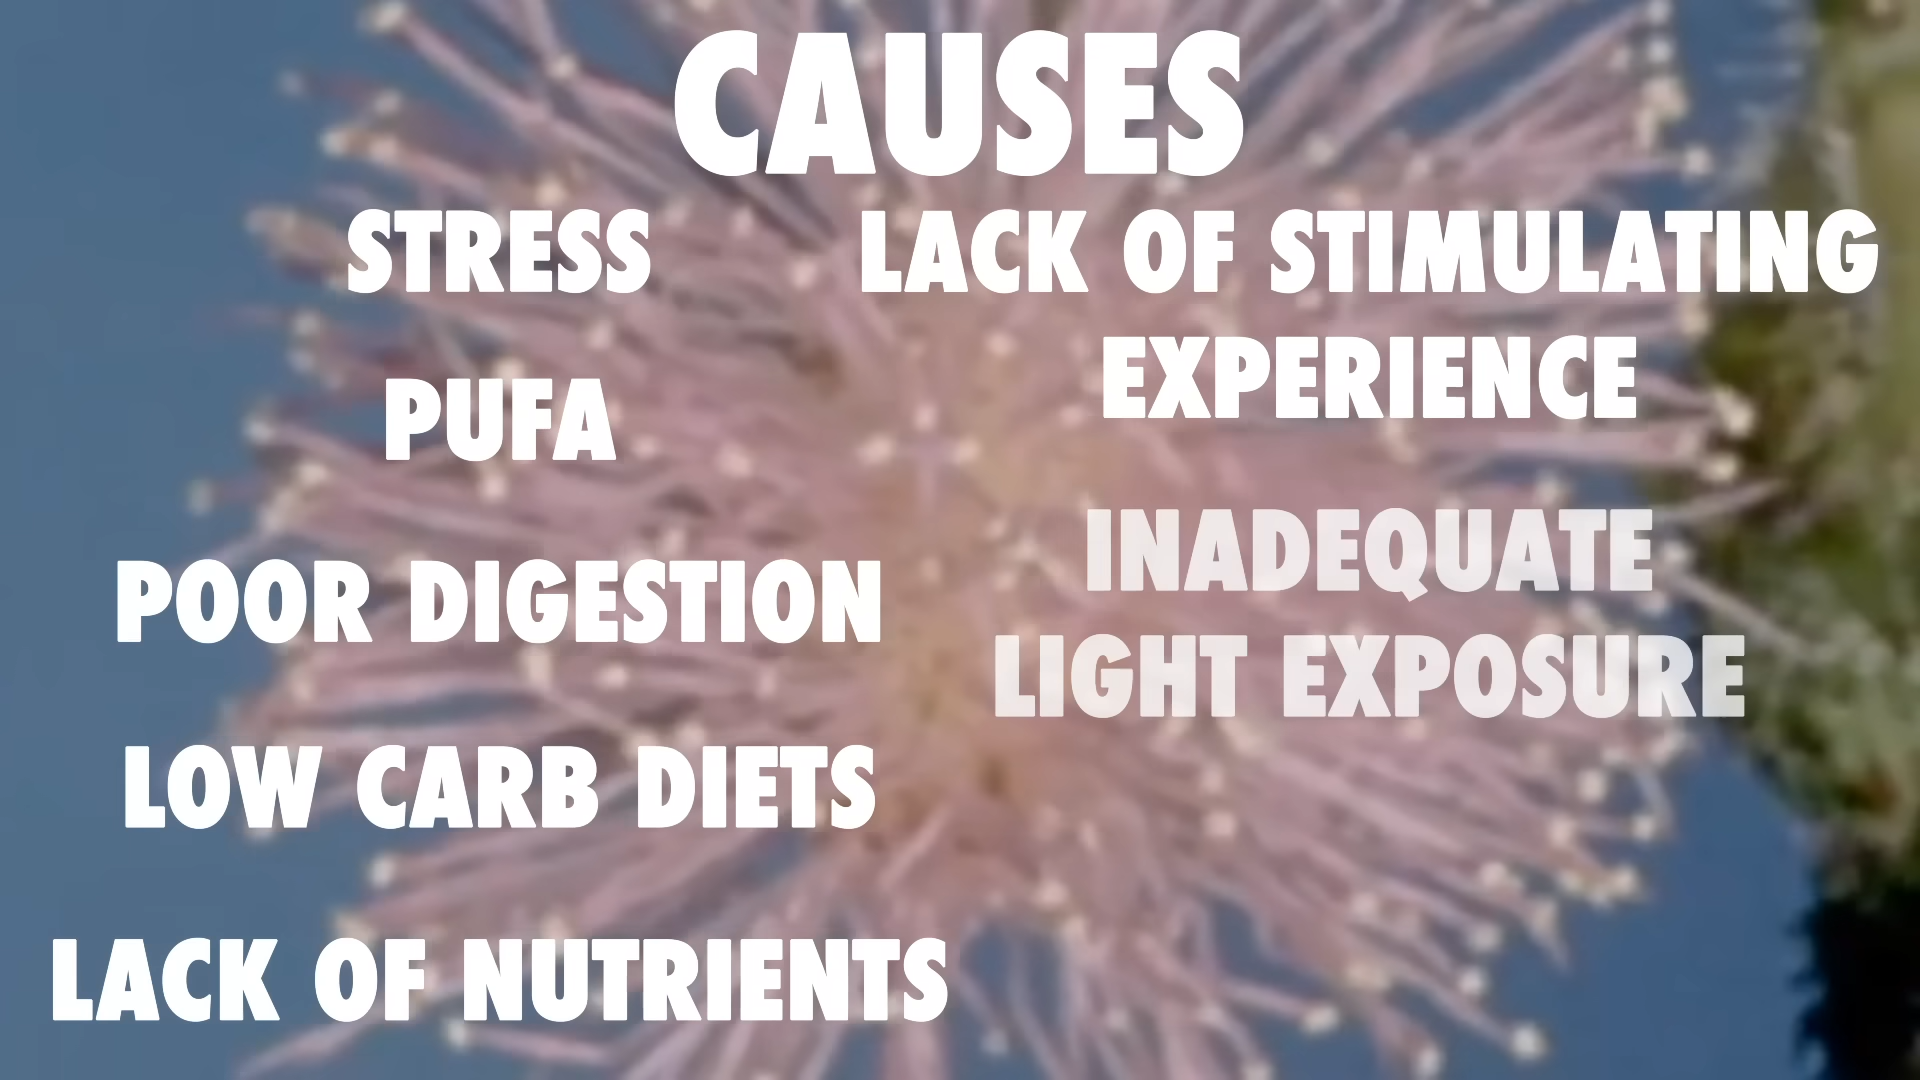 CAUSES
STRESS
PUFA
POOR DIGESTION
LOW CARB DIETS
LACK OF NUTRIENTS
LACK OF STIMULATING
EXPERIENCE
INADEQUATE
LIGHT EXPOSURE